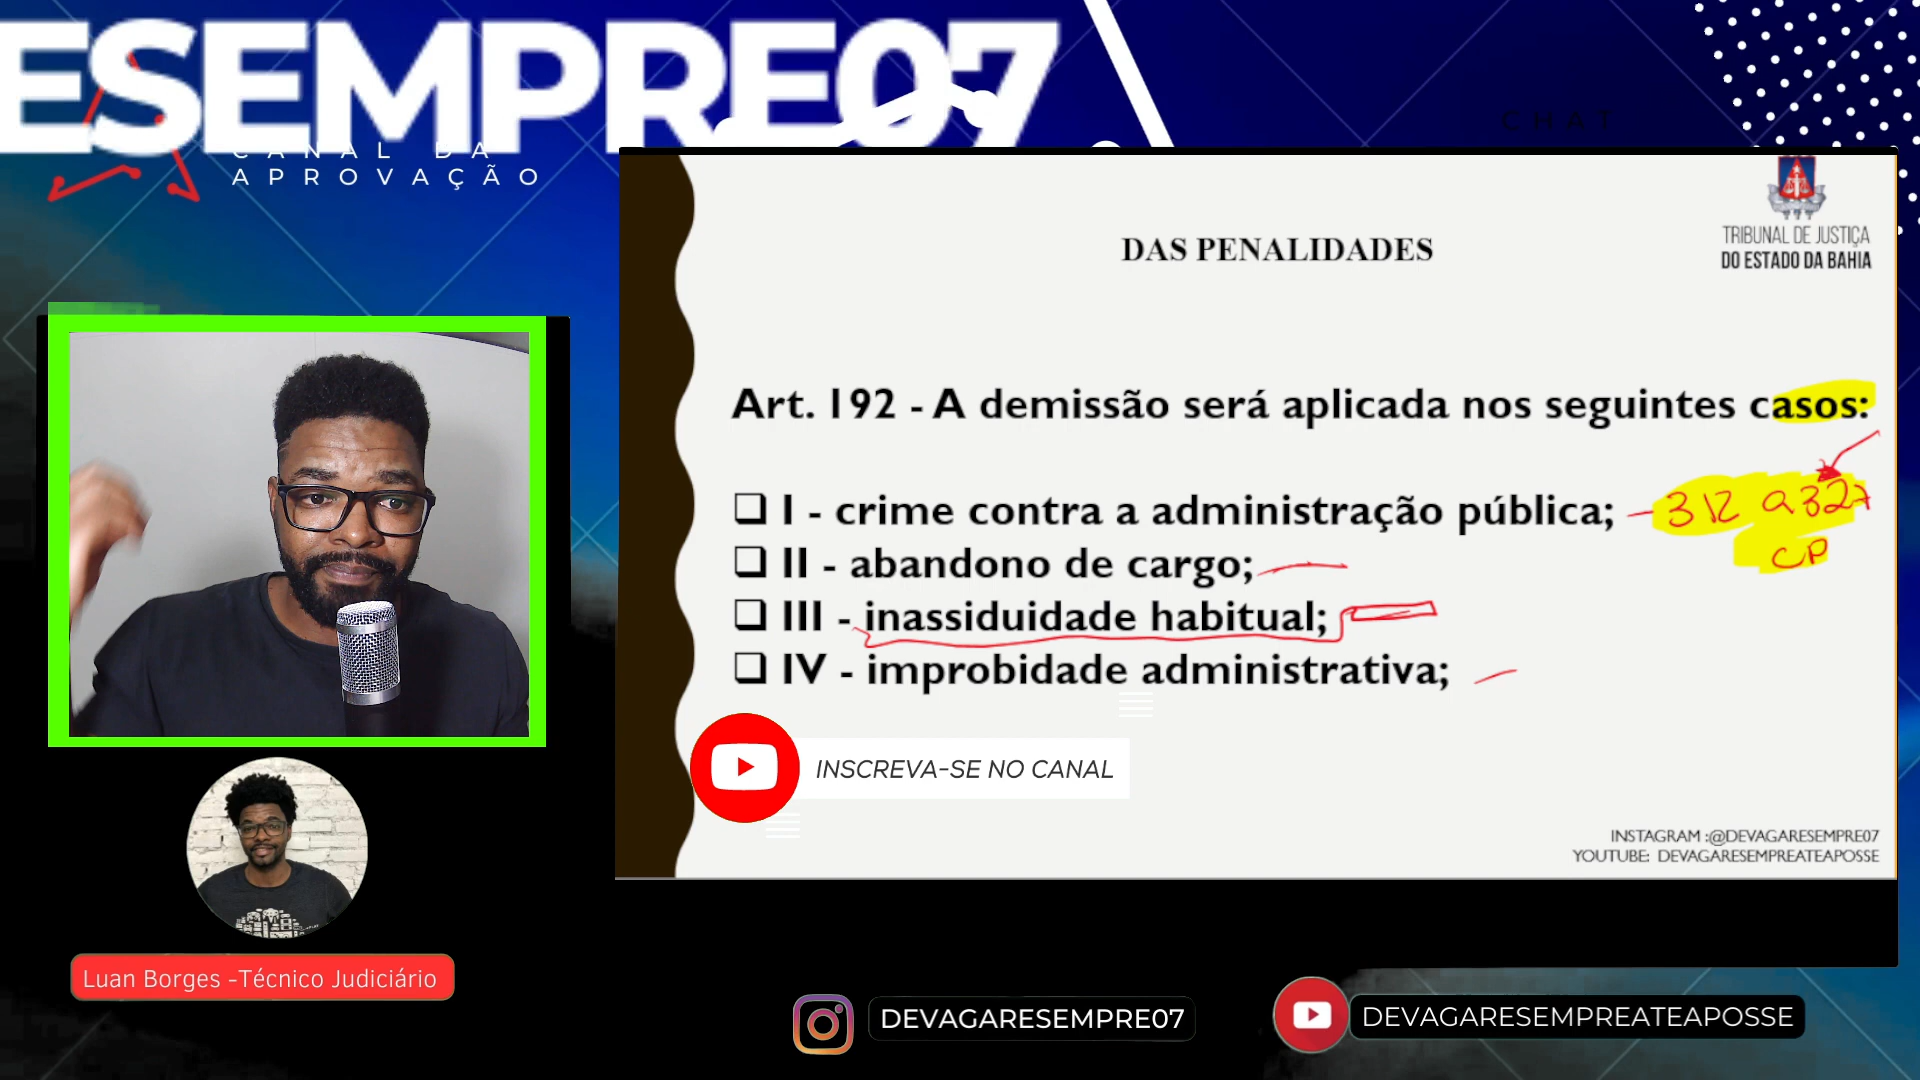 ESEMPRE07
CANAL DA
APROVAÇÃO
CHAT
TRIBUNAL DE JUSTIÇA
DO ESTADO DA BAHIA
DAS PENALIDADES
Art. 192 - A demissão será aplicada nos seguintes casos:
❑ I - crime contra a administração pública; - 312 a 327
CP
❑ II - abandono de cargo;
❑ III - inassiduidade habitual;
❑ IV - improbidade administrativa;
INSCREVA-SE NO CANAL
INSTAGRAM :@DEVAGARESEMPRE07
YOUTUBE: DEVAGARESEMPREATEAPOSSE
Luan Borges -Técnico Judiciário
DEVAGARESEMPRE07
DEVAGARESEMPREATEAPOSSE